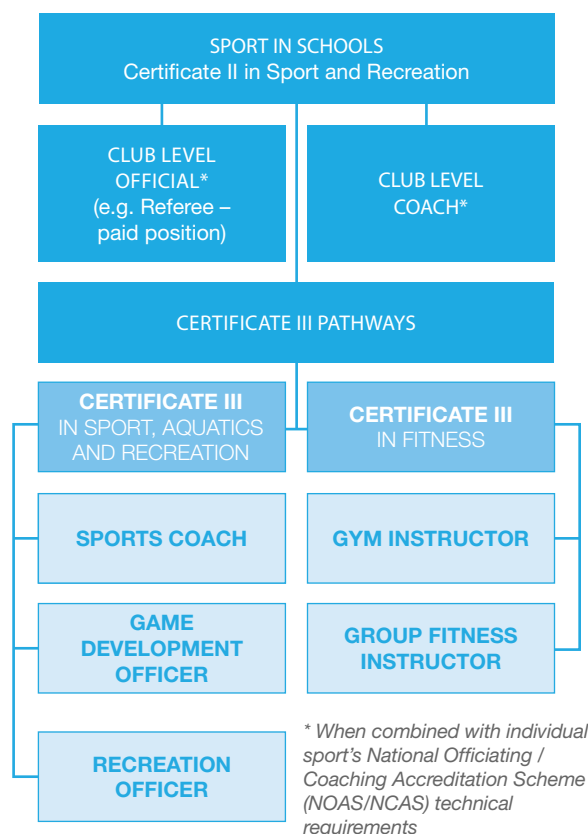 SPORT IN SCHOOLS
Certificate II in Sport and Recreation
CLUB LEVEL
OFFICIAL*
(e.g. Referee –
paid position)
CLUB LEVEL
COACH*
CERTIFICATE III PATHWAYS
CERTIFICATE III
IN SPORT, AQUATICS
AND RECREATION
CERTIFICATE III
IN FITNESS
SPORTS COACH
GYM INSTRUCTOR
GAME
DEVELOPMENT
OFFICER
GROUP FITNESS
INSTRUCTOR
RECREATION
OFFICER
* When combined with individual
sport's National Officiating /
Coaching Accreditation Scheme
(NOAS/NCAS) technical
requirements